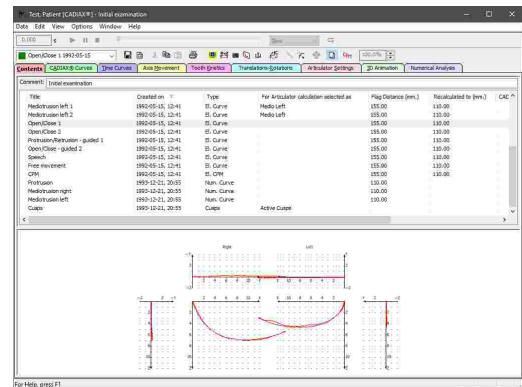 Test, Patient [CADIAX®] - Initial examination
Data Edit View Options Window Help
0.000
Open/Close 1 1992-05-15
100.0%
Contents CADIAX® Curves Time Curves Axis Movement Tooth Kinetics Translations-Rotations Articulator Settings 3D Animation Numerical Analysis
Comment: Initial examination
Title Created on Type For Articulator calculation selected as Flag Distance (mm.) Recalculated to (mm.) CAD
Mediotrusion left 1 1992-05-15, 12:41 El. Curve Medio Left 155.00 110.00
Mediotrusion left 2 1992-05-15, 12:41 El. Curve Medio Left 155.00 110.00
Open/Close 1 1992-05-15, 12:41 El. Curve 155.00 110.00
Open/Close 2 1992-05-15, 12:41 El. Curve 155.00 110.00
Protrusion/Retrusion - guided 1 1992-05-15, 12:41 El. Curve 155.00 110.00
Open/Close - guided 2 1992-05-15, 12:41 El. Curve 155.00 110.00
Speech 1992-05-15, 12:41 El. Curve 155.00 110.00
Free movement 1992-05-15, 12:41 El. Curve 155.00 110.00
CPM 1992-05-15, 12:41 El. CPM 155.00 110.00
Protrusion 1993-12-21, 20:55 Num. Curve 110.00
Mediotrusion right 1993-12-21, 20:55 Num. Curve 110.00
Mediotrusion left 1993-12-21, 20:55 Num. Curve 110.00
Cusps 1993-12-21, 20:55 Cusps Active Cusps
Right Left
For Help, press F1